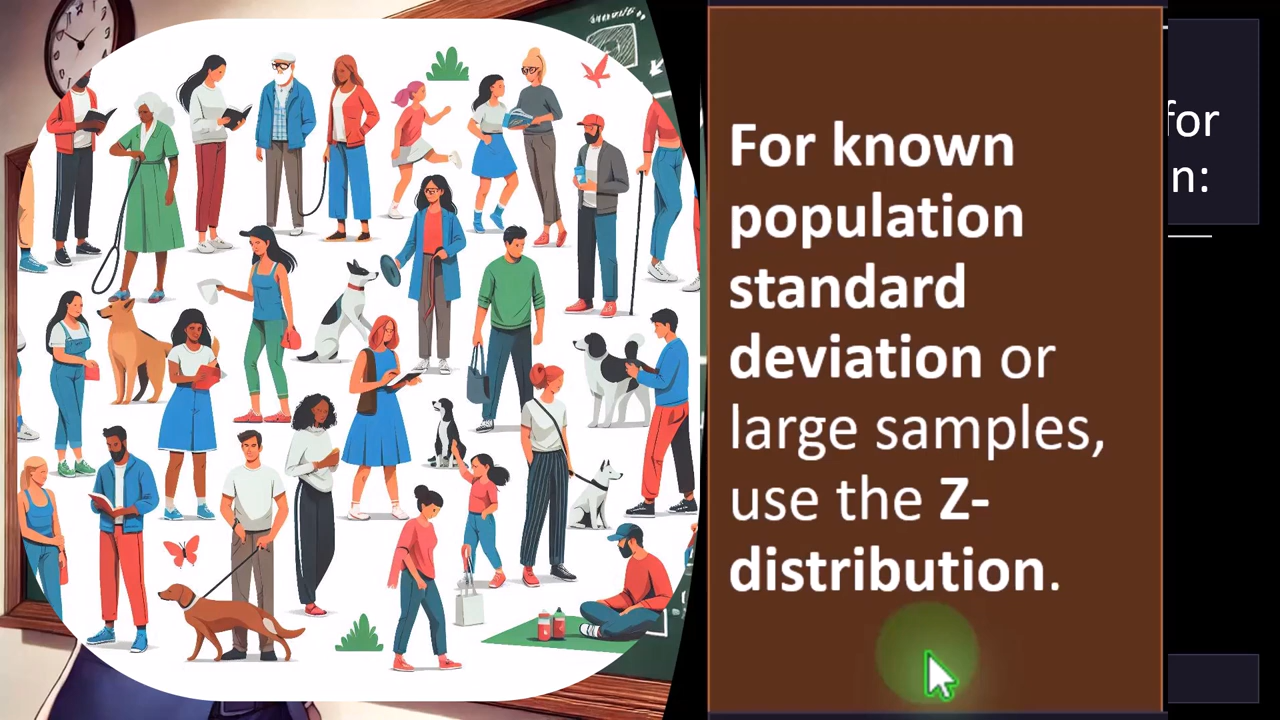 For known
population
standard
deviation or
large samples,
use the Z-
distribution.
for
n: